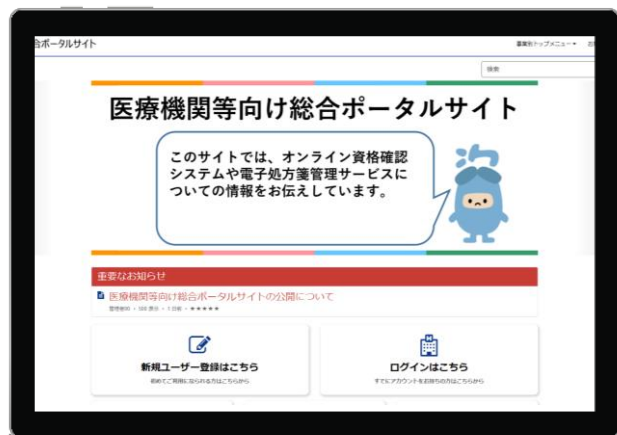 合ポータルサイト
事業別トップメニュー
検索
医療機関等向け総合ポータルサイト
このサイトでは、オンライン資格確認
システムや電子処方箋管理サービスに
ついての情報をお伝えしています。
重要なお知らせ
医療機関等向け総合ポータルサイトの公開について
新規ユーザー登録はこちら
ログインはこちら
初めてご利用になられる方はこちらから
すでにアカウントをお持ちの方はこちらから